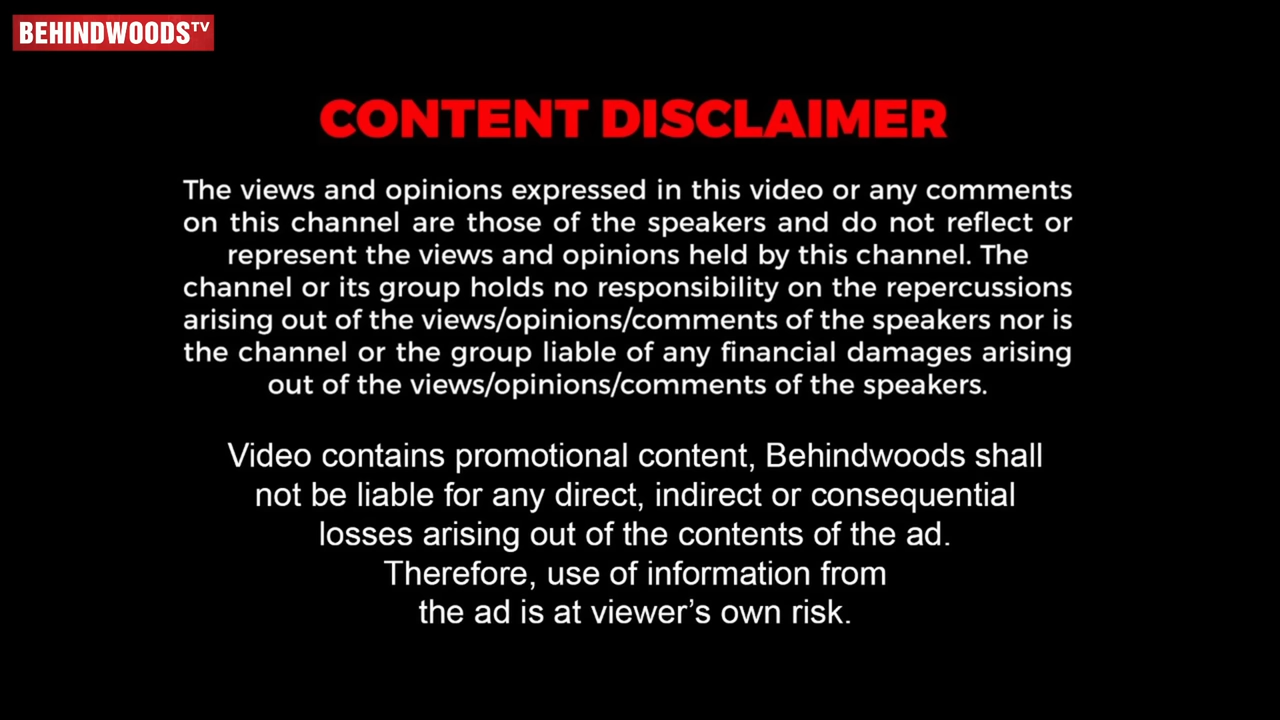 BEHINDWOODS TV
CONTENT DISCLAIMER
The views and opinions expressed in this video or any comments
on this channel are those of the speakers and do not reflect or
represent the views and opinions held by this channel. The
channel or its group holds no responsibility on the repercussions
arising out of the views/opinions/comments of the speakers nor is
the channel or the group liable of any financial damages arising
out of the views/opinions/comments of the speakers.
Video contains promotional content, Behindwoods shall
not be liable for any direct, indirect or consequential
losses arising out of the contents of the ad.
Therefore, use of information from
the ad is at viewer’s own risk.